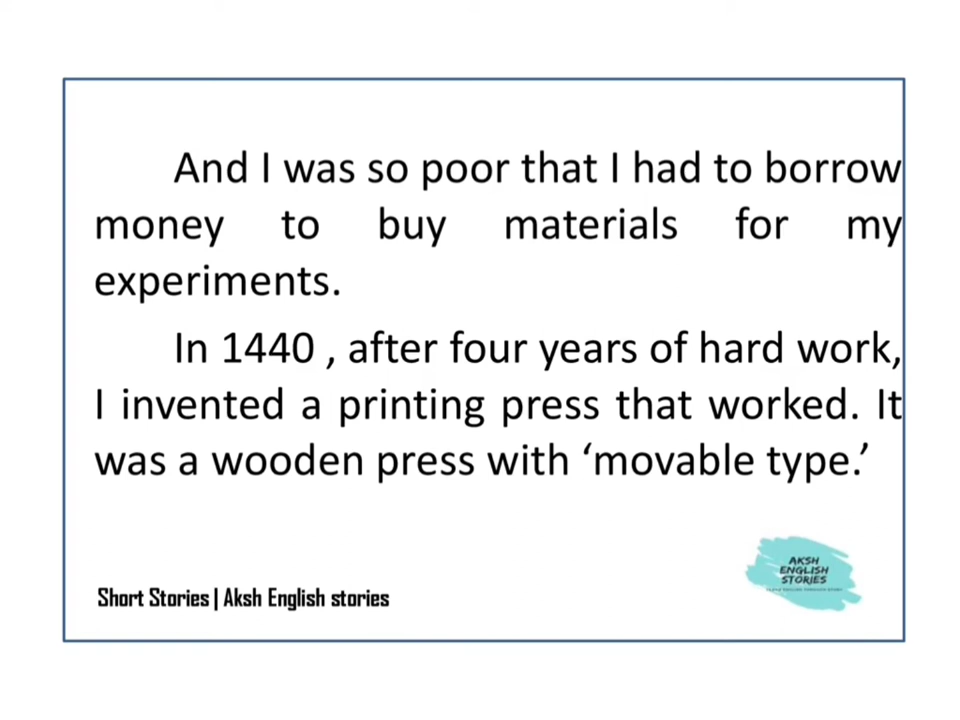 And I was so poor that I had to borrow
money to buy materials for my
experiments.
In 1440 , after four years of hard work,
I invented a printing press that worked. It
was a wooden press with ‘movable type.’
AKSH
ENGLISH
STORIES
Short Stories | Aksh English stories